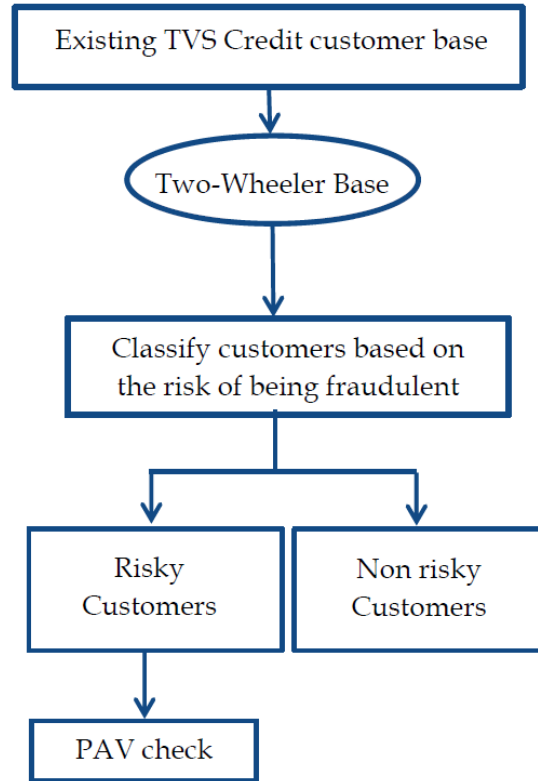 Existing TVS Credit customer base
Two-Wheeler Base
Classify customers based on
the risk of being fraudulent
Risky
Customers
Non risky
Customers
PAV check